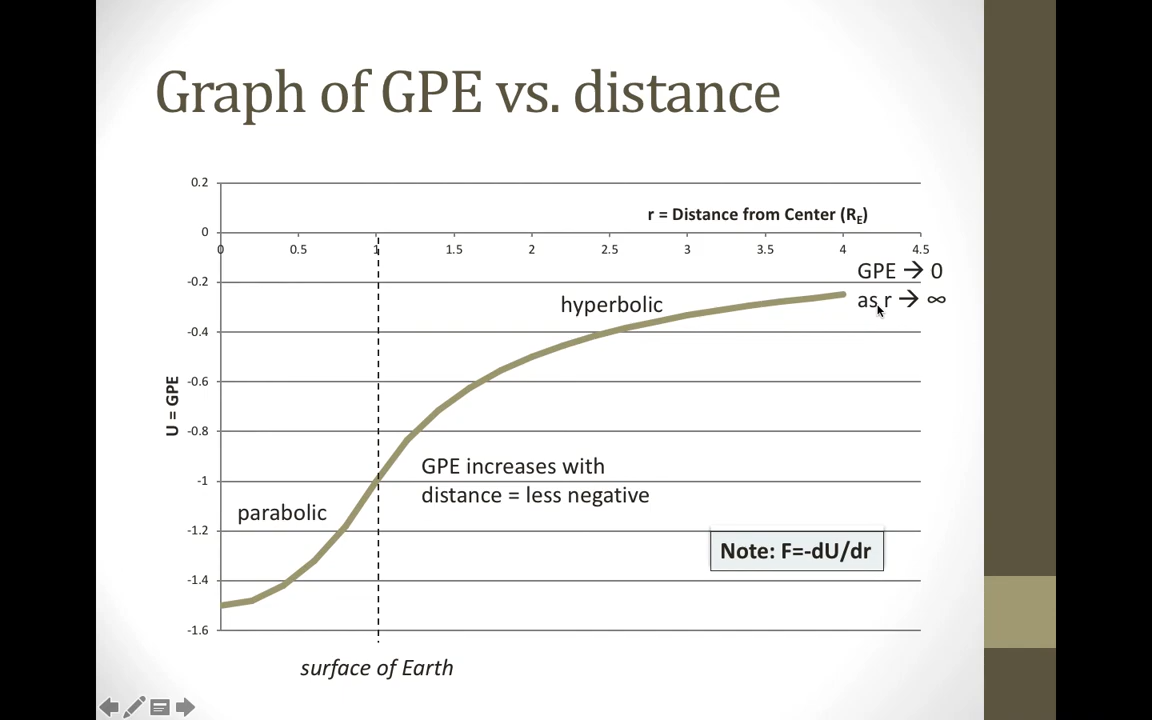 Graph of GPE vs. distance
0.2
r = Distance from Center (RE)
0
0 0.5 1 1.5 2 2.5 3 3.5 4 4.5
GPE → 0
as r → ∞
-0.2
hyperbolic
-0.4
-0.6
U = GPE
-0.8
GPE increases with
distance = less negative
-1
parabolic
-1.2
Note: F=-dU/dr
-1.4
-1.6
surface of Earth